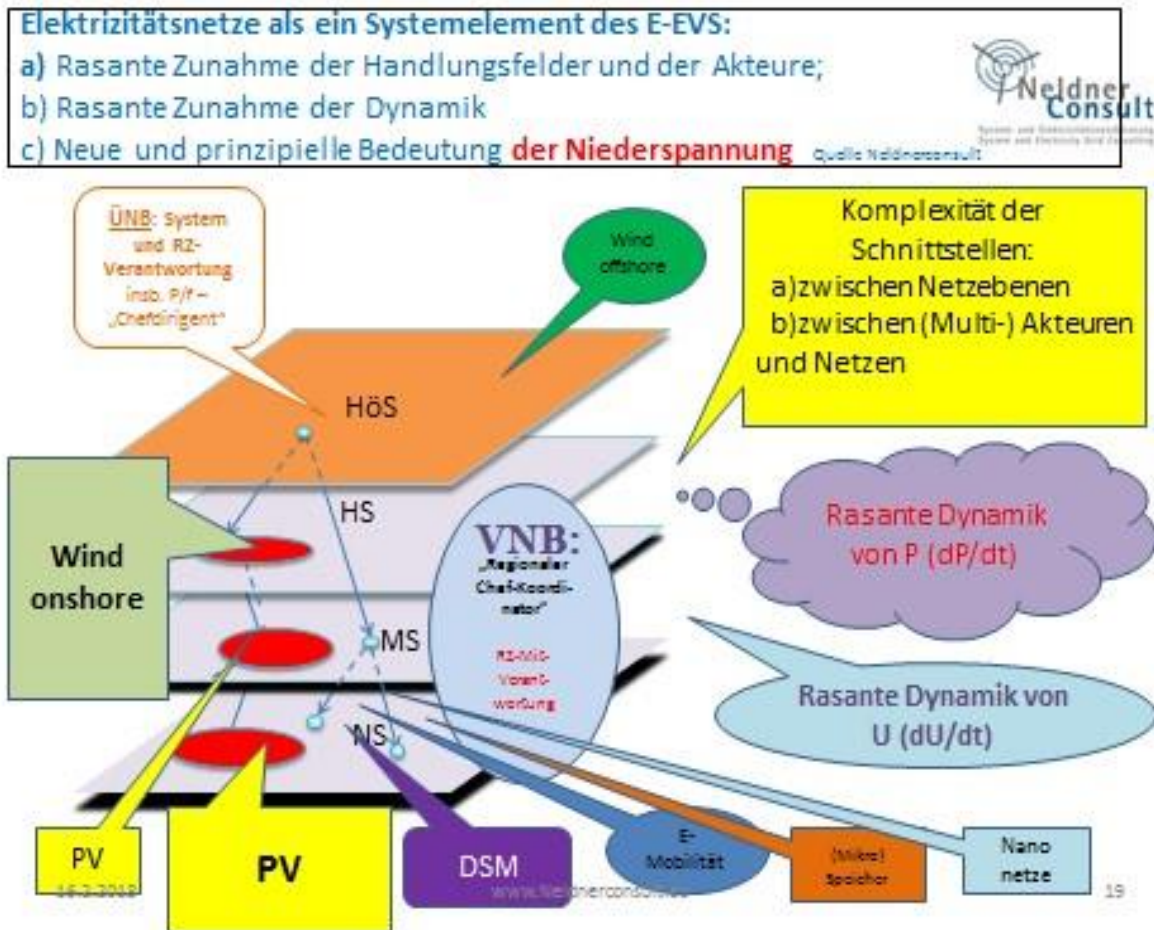 Elektrizitätsnetze als ein Systemelement des E-EVS:
a) Rasante Zunahme der Handlungsfelder und der Akteure;
b) Rasante Zunahme der Dynamik
c) Neue und prinzipielle Bedeutung der Niederspannung Quelle Neldnerconsult
Neldner
Consult
ÜNB: System
und RZ-
Verantwortung
insb. P/f –
„Chefdirigent“
Wind
offshore
Komplexität der
Schnittstellen:
a)zwischen Netzebenen
b)zwischen (Multi-) Akteuren
und Netzen
HöS
HS
Wind
onshore
VNB:
„Regionaler
Chef-Koordi-
nator“
RZ-Mit-
Verant-
wortung
Rasante Dynamik
von P (dP/dt)
MS
Rasante Dynamik von
U (dU/dt)
NS
PV
PV
DSM
E-
Mobilität
(Mikro)
Speicher
Nano
netze
19